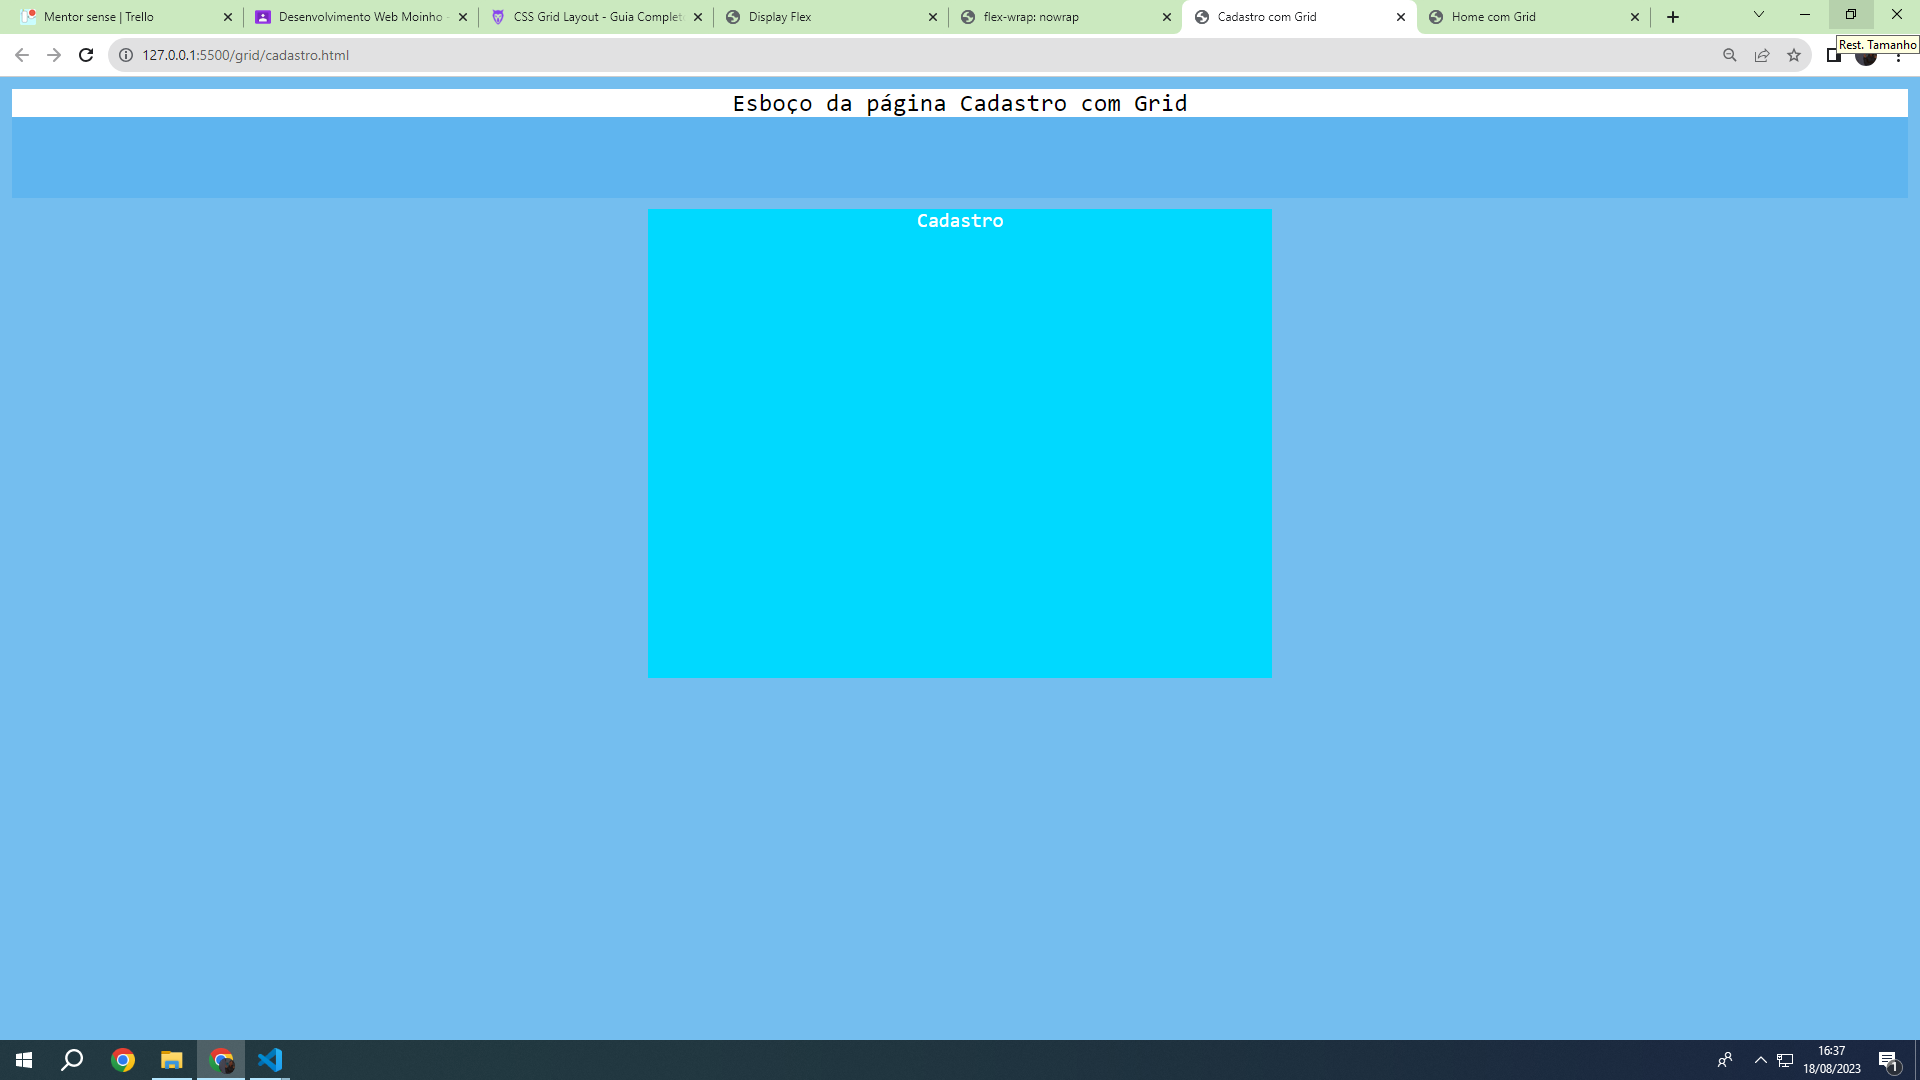 Mentor sense | Trello
Desenvolvimento Web Moinho -
CSS Grid Layout - Guia Complet
Display Flex
flex-wrap: nowrap
Cadastro com Grid
Home com Grid
127.0.0.1:5500/grid/cadastro.html
Rest. Tamanho
Esboço da página Cadastro com Grid
Cadastro
16:37
18/08/2023
1